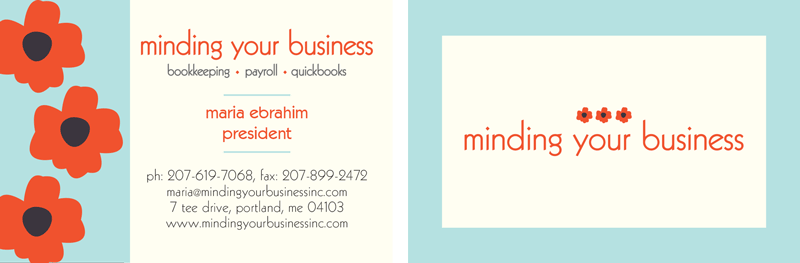 minding your business
bookkeeping • payroll • quickbooks
maria ebrahim
president
ph: 207-619-7068, fax: 207-899-2472
maria@mindingyourbusinessinc.com
7 tee drive, portland, me 04103
www.mindingyourbusinessinc.com
minding your business